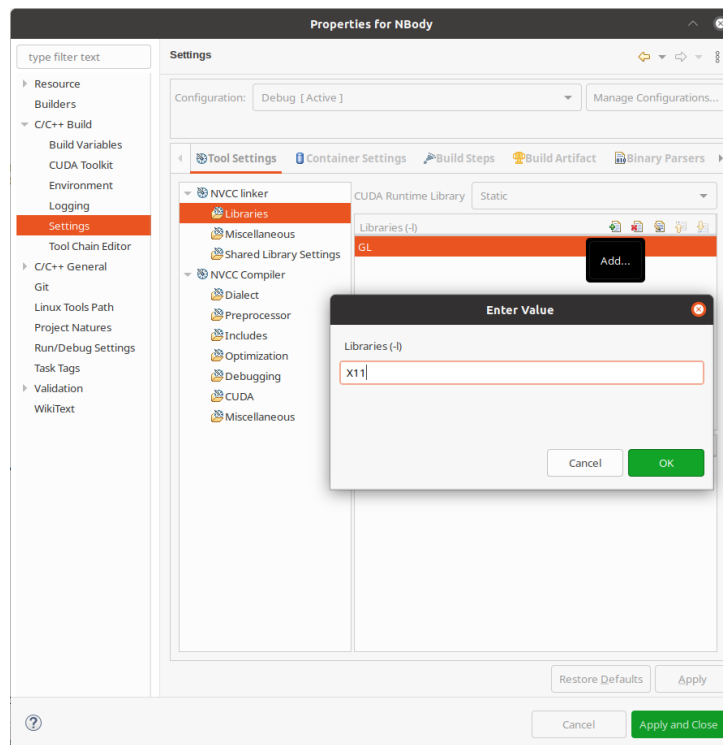 Properties for NBody
type filter text
Resource
Builders
C/C++ Build
Build Variables
CUDA Toolkit
Environment
Logging
Settings
Tool Chain Editor
C/C++ General
Git
Linux Tools Path
Project Natures
Run/Debug Settings
Task Tags
Validation
WikiText
Settings
Configuration: Debug [ Active ]
Manage Configurations...
Tool Settings Container Settings Build Steps Build Artifact Binary Parsers
NVCC linker
Libraries
Miscellaneous
Shared Library Settings
NVCC Compiler
Dialect
Preprocessor
Includes
Optimization
Debugging
CUDA
Miscellaneous
CUDA Runtime Library Static
Libraries (-l)
GL
Add...
Enter Value
Libraries (-l)
X11
Cancel OK
Restore Defaults Apply
Cancel Apply and Close